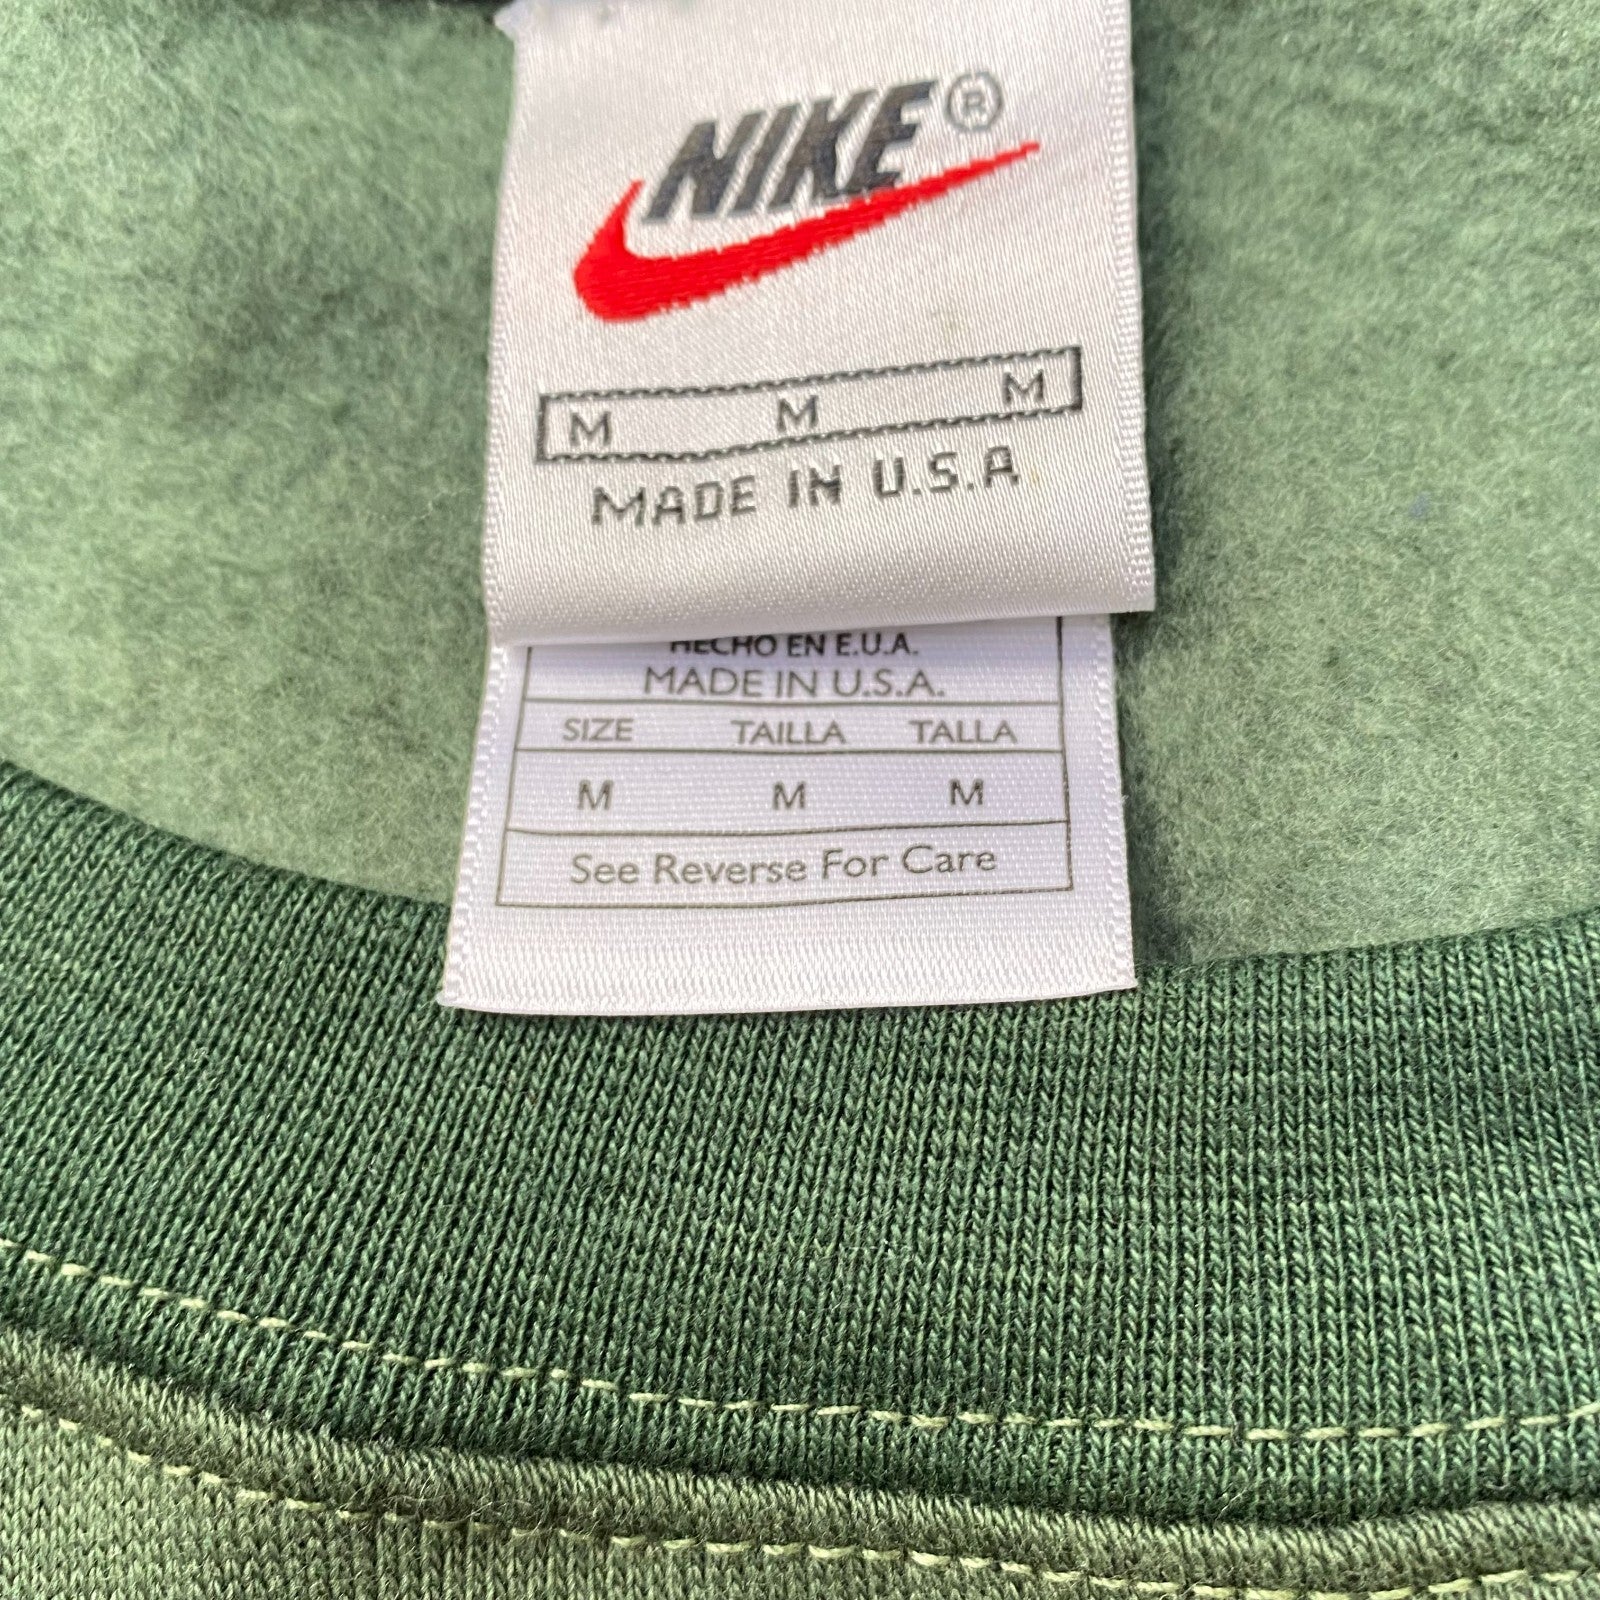 NIKE®
M M M
MADE IN U.S.A
HECHO EN E.U.A.
MADE IN U.S.A.
SIZE TAILLA TALLA
M M M
See Reverse For Care